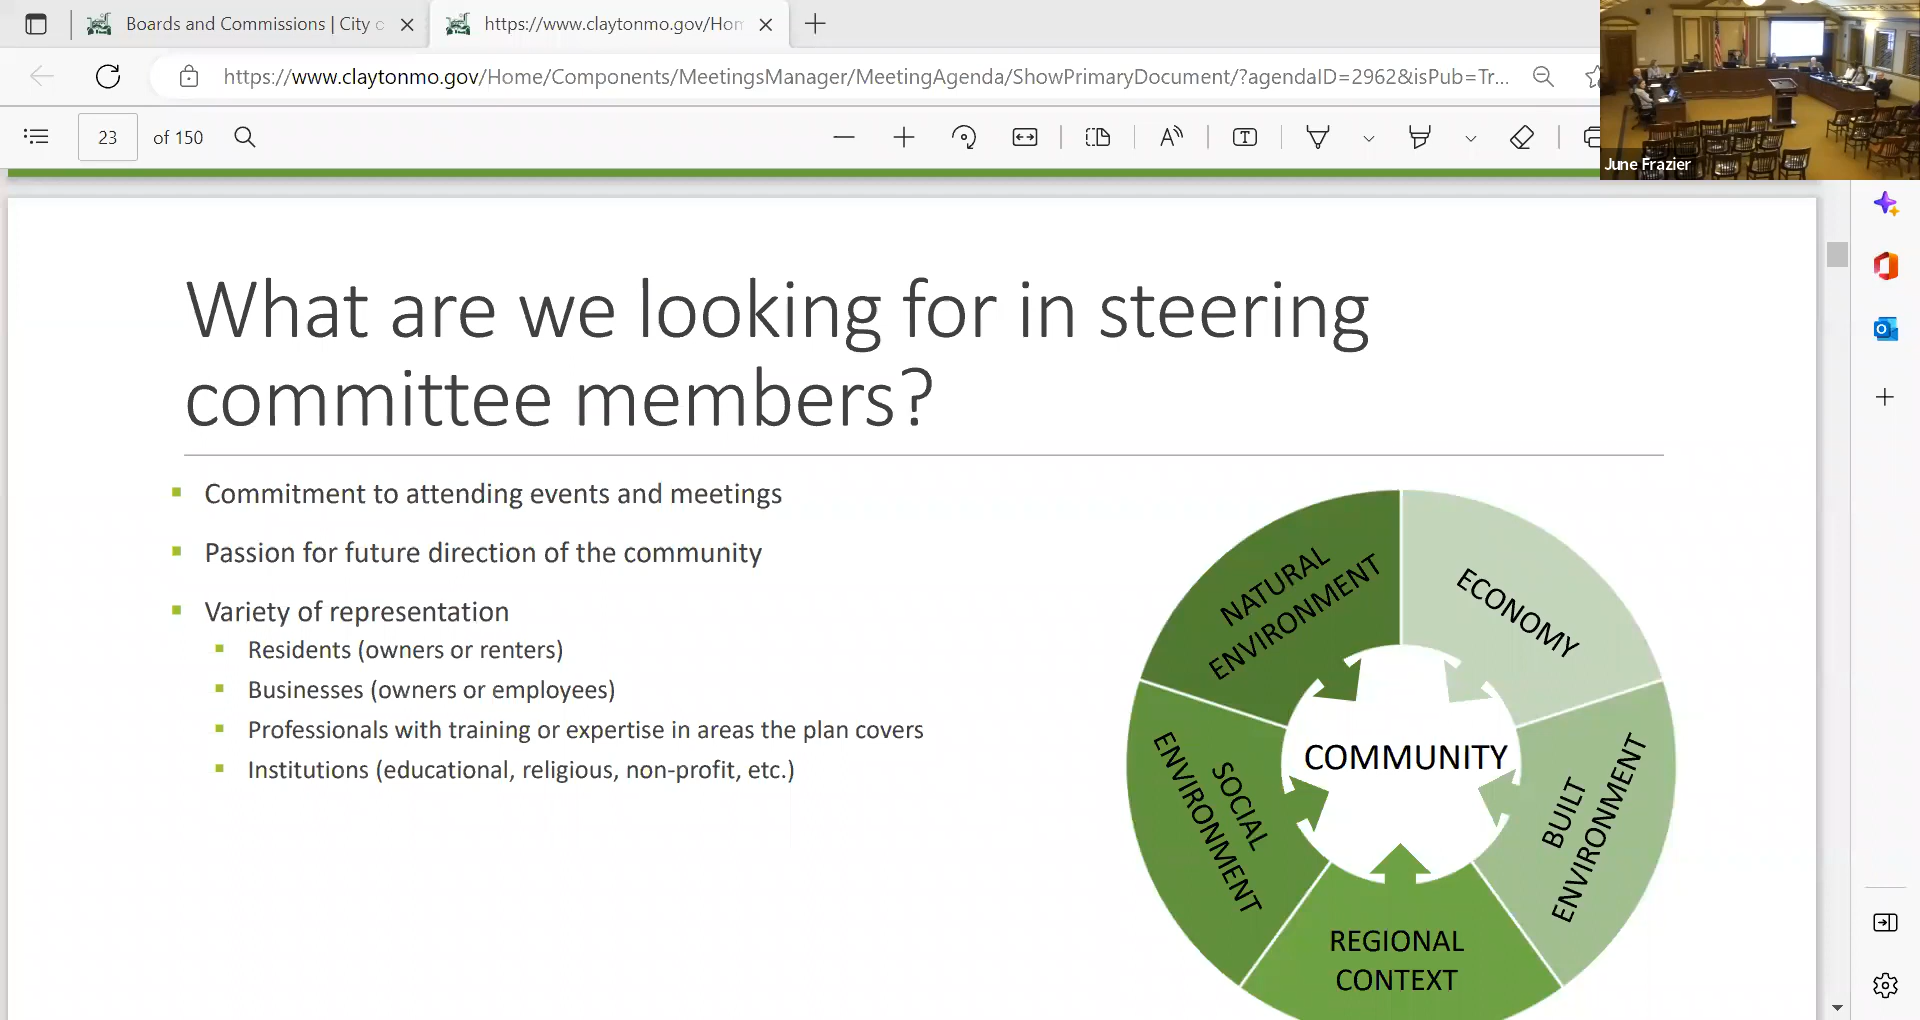 Boards and Commissions | City c
https://www.claytonmo.gov/Hon
https://www.claytonmo.gov/Home/Components/MeetingsManager/MeetingAgenda/ShowPrimaryDocument/?agendaID=2962&isPub=Tr...
23 of 150
June Frazier
What are we looking for in steering
committee members?
Commitment to attending events and meetings
Passion for future direction of the community
Variety of representation
Residents (owners or renters)
Businesses (owners or employees)
Professionals with training or expertise in areas the plan covers
Institutions (educational, religious, non-profit, etc.)
NATURAL
ENVIRONMENT
ECONOMY
SOCIAL
ENVIRONMENT
COMMUNITY
BUILT
ENVIRONMENT
REGIONAL
CONTEXT